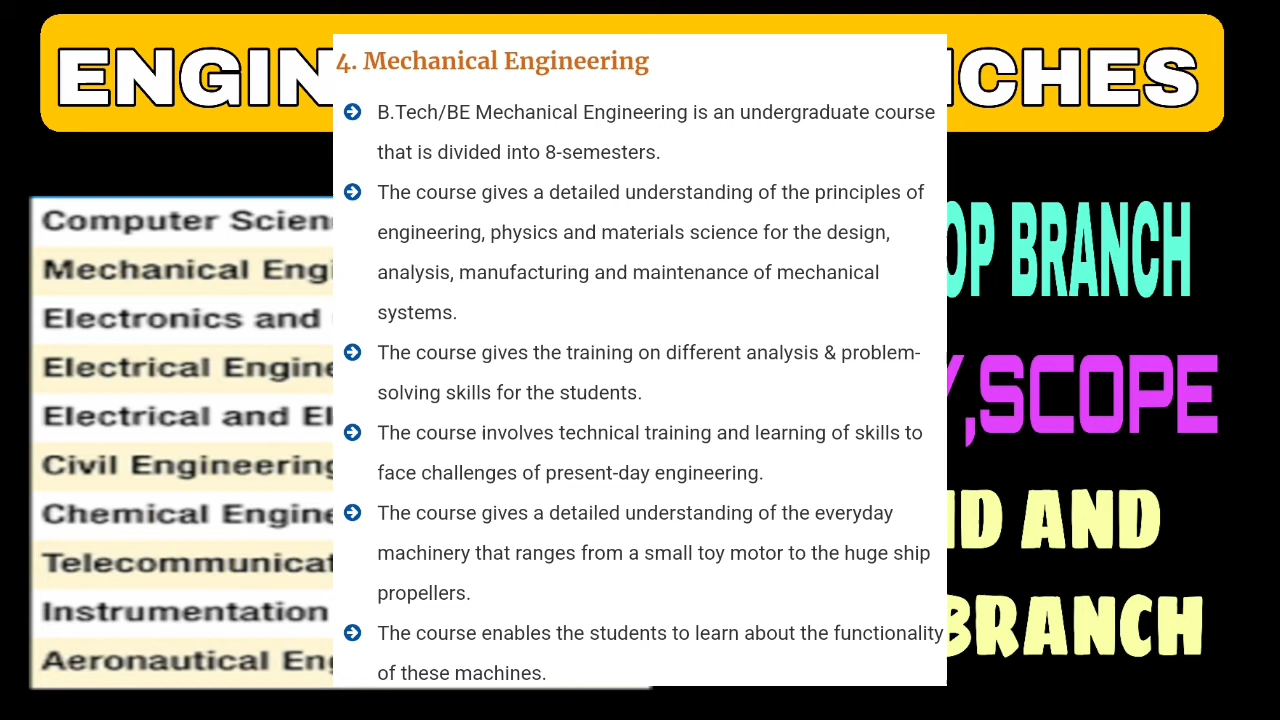 ENGIN
NCHES
4. Mechanical Engineering
B.Tech/BE Mechanical Engineering is an undergraduate course
that is divided into 8-semesters.
The course gives a detailed understanding of the principles of
engineering, physics and materials science for the design,
analysis, manufacturing and maintenance of mechanical
systems.
The course gives the training on different analysis & problem-
solving skills for the students.
The course involves technical training and learning of skills to
face challenges of present-day engineering.
The course gives a detailed understanding of the everyday
machinery that ranges from a small toy motor to the huge ship
propellers.
The course enables the students to learn about the functionality
of these machines.
Computer Scien
Mechanical Engi
Electronics and
Electrical Engine
Electrical and El
Civil Engineering
Chemical Engine
Telecommunicat
Instrumentation
Aeronautical Eng
OP BRANCH
Y,SCOPE
ND AND
BRANCH